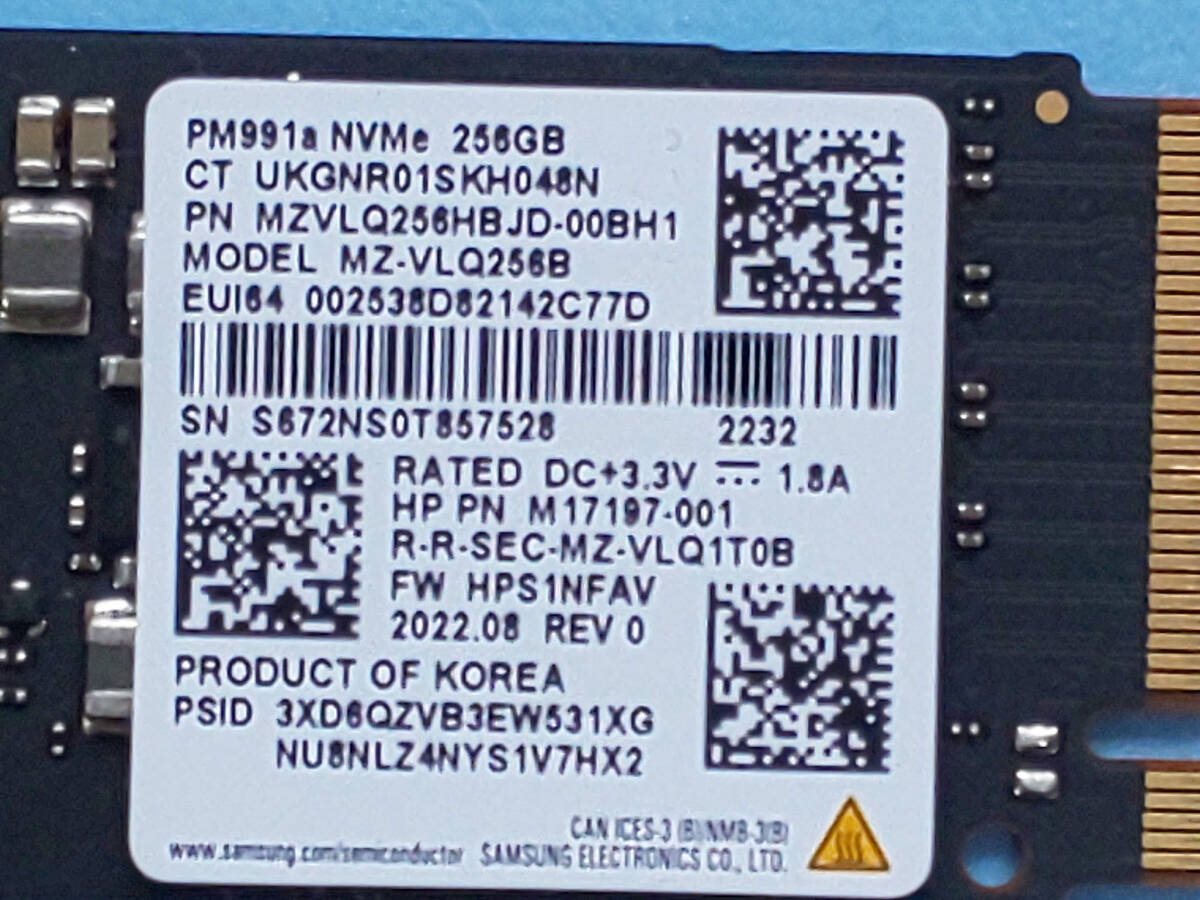 PM991a NVMe 256GB
CT UKGNR01SKH048N
PN MZVLQ256HBJD-00BH1
MODEL MZ-VLQ256B
EUI64 002538D82142C77D
SN S672NS0T857528 2232
RATED DC+3.3V ⎓ 1.8A
HP PN M17197-001
R-R-SEC-MZ-VLQ1T0B
FW HPS1NFAV
2022.08 REV 0
PRODUCT OF KOREA
PSID 3XD6QZVB3EW531XG
NU8NLZ4NYS1V7HX2
CAN ICES-3 (B)/NMB-3(B)
www.samsung.com/semiconductor SAMSUNG ELECTRONICS CO., LTD.